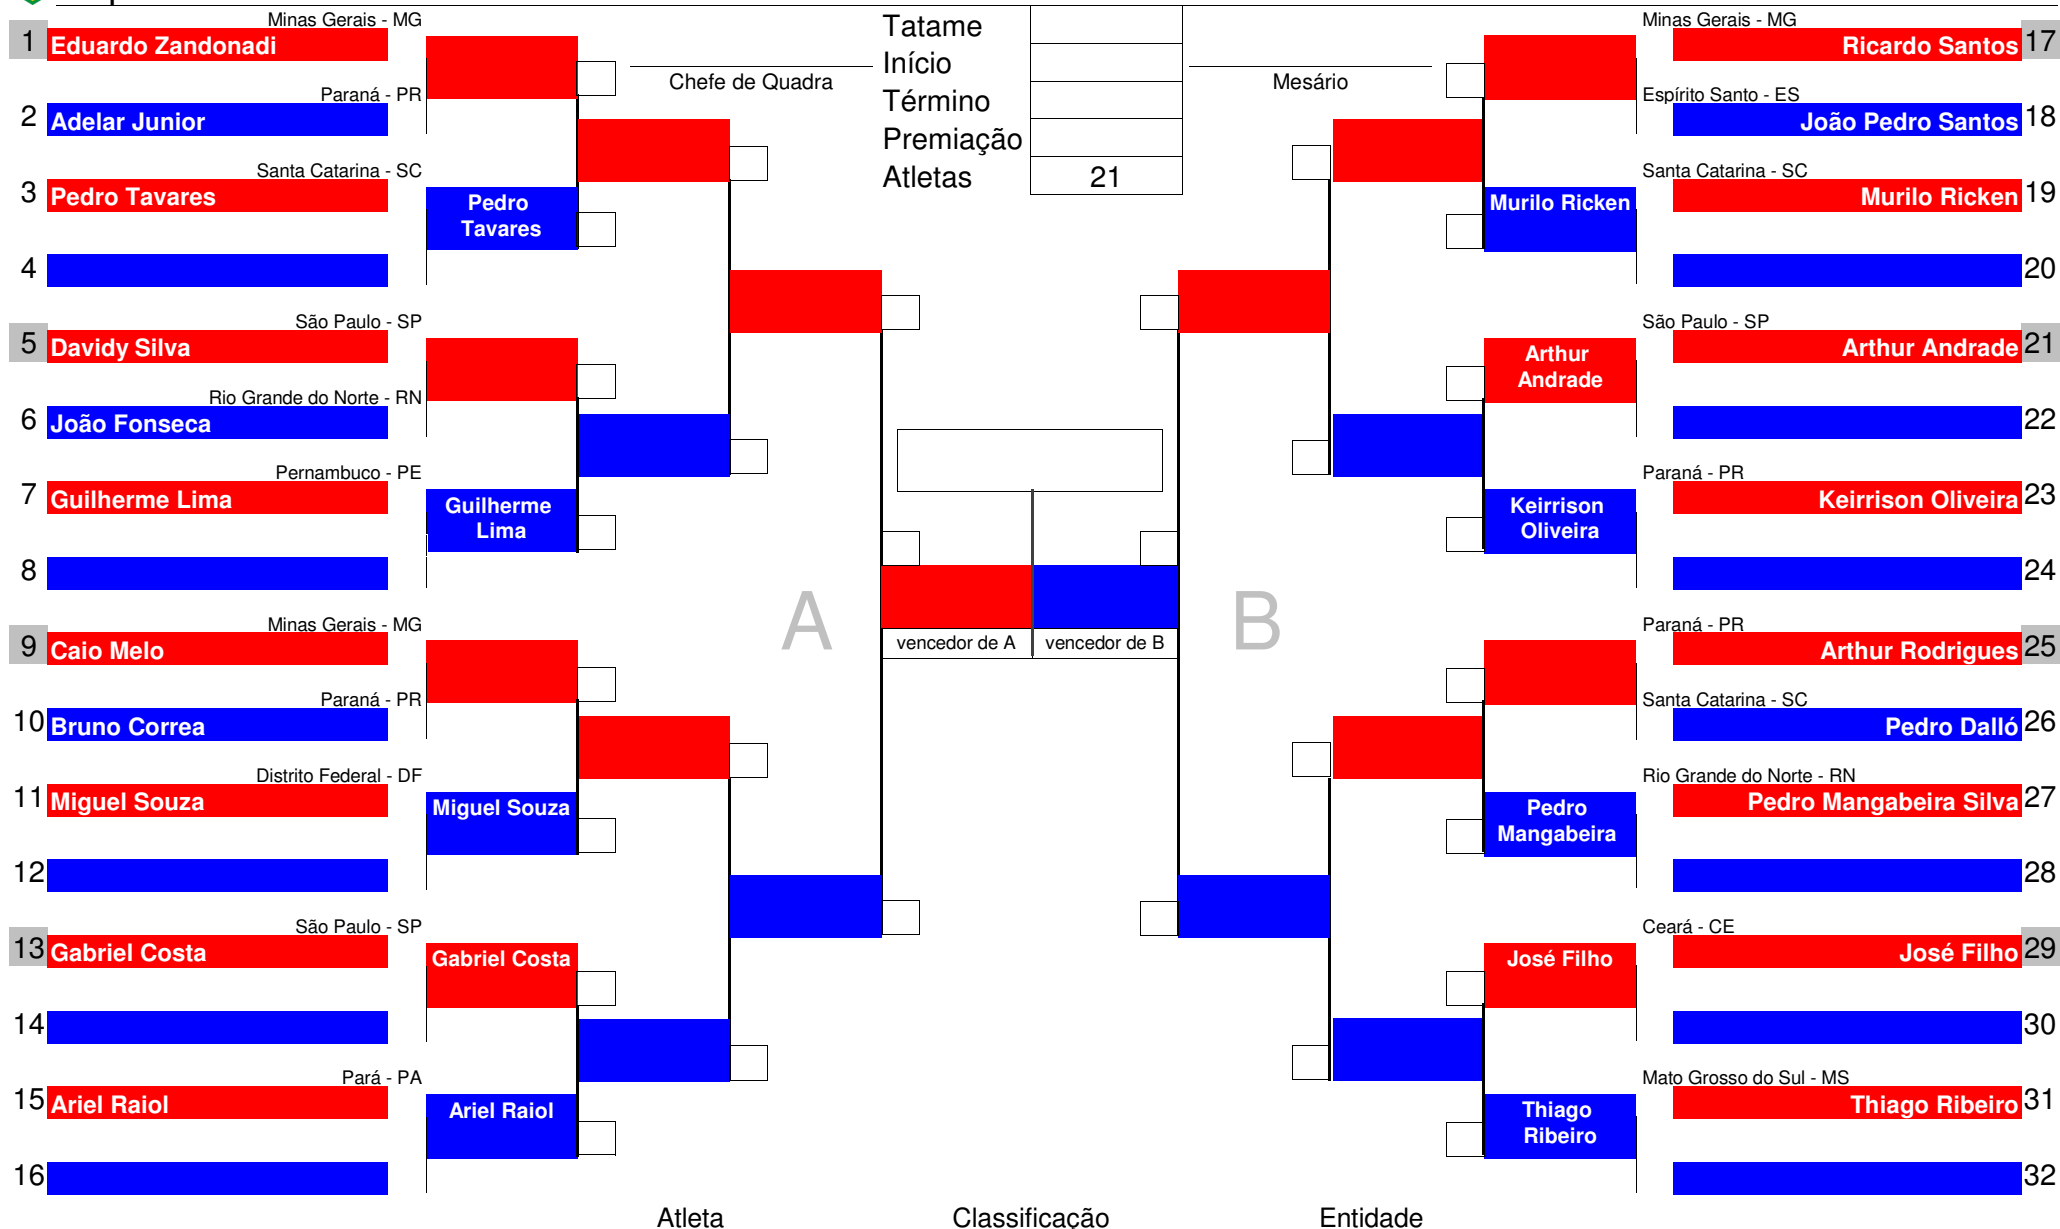 Minas Gerais - MG
1 Eduardo Zandonadi
Paraná - PR
2 Adelar Junior
Santa Catarina - SC
3 Pedro Tavares
Pedro
Tavares
4
São Paulo - SP
5 Davidy Silva
Rio Grande do Norte - RN
6 João Fonseca
Pernambuco - PE
7 Guilherme Lima
Guilherme
Lima
8
Minas Gerais - MG
9 Caio Melo
Paraná - PR
10 Bruno Correa
Distrito Federal - DF
11 Miguel Souza
Miguel Souza
12
São Paulo - SP
13 Gabriel Costa
Gabriel Costa
14
Pará - PA
15 Ariel Raiol
Ariel Raiol
16
Chefe de Quadra
Tatame
Início
Término
Premiação
Atletas 21
Mesário
A
B
vencedor de A
vencedor de B
Minas Gerais - MG
Ricardo Santos 17
Espírito Santo - ES
João Pedro Santos 18
Santa Catarina - SC
Murilo Ricken 19
Murilo Ricken
20
São Paulo - SP
Arthur Andrade 21
Arthur
Andrade
22
Paraná - PR
Keirrison Oliveira 23
Keirrison
Oliveira
24
Paraná - PR
Arthur Rodrigues 25
Santa Catarina - SC
Pedro Dalló 26
Rio Grande do Norte - RN
Pedro Mangabeira Silva 27
Pedro
Mangabeira
28
Ceará - CE
José Filho 29
José Filho
30
Mato Grosso do Sul - MS
Thiago Ribeiro 31
Thiago
Ribeiro
32
Atleta
Classificação
Entidade